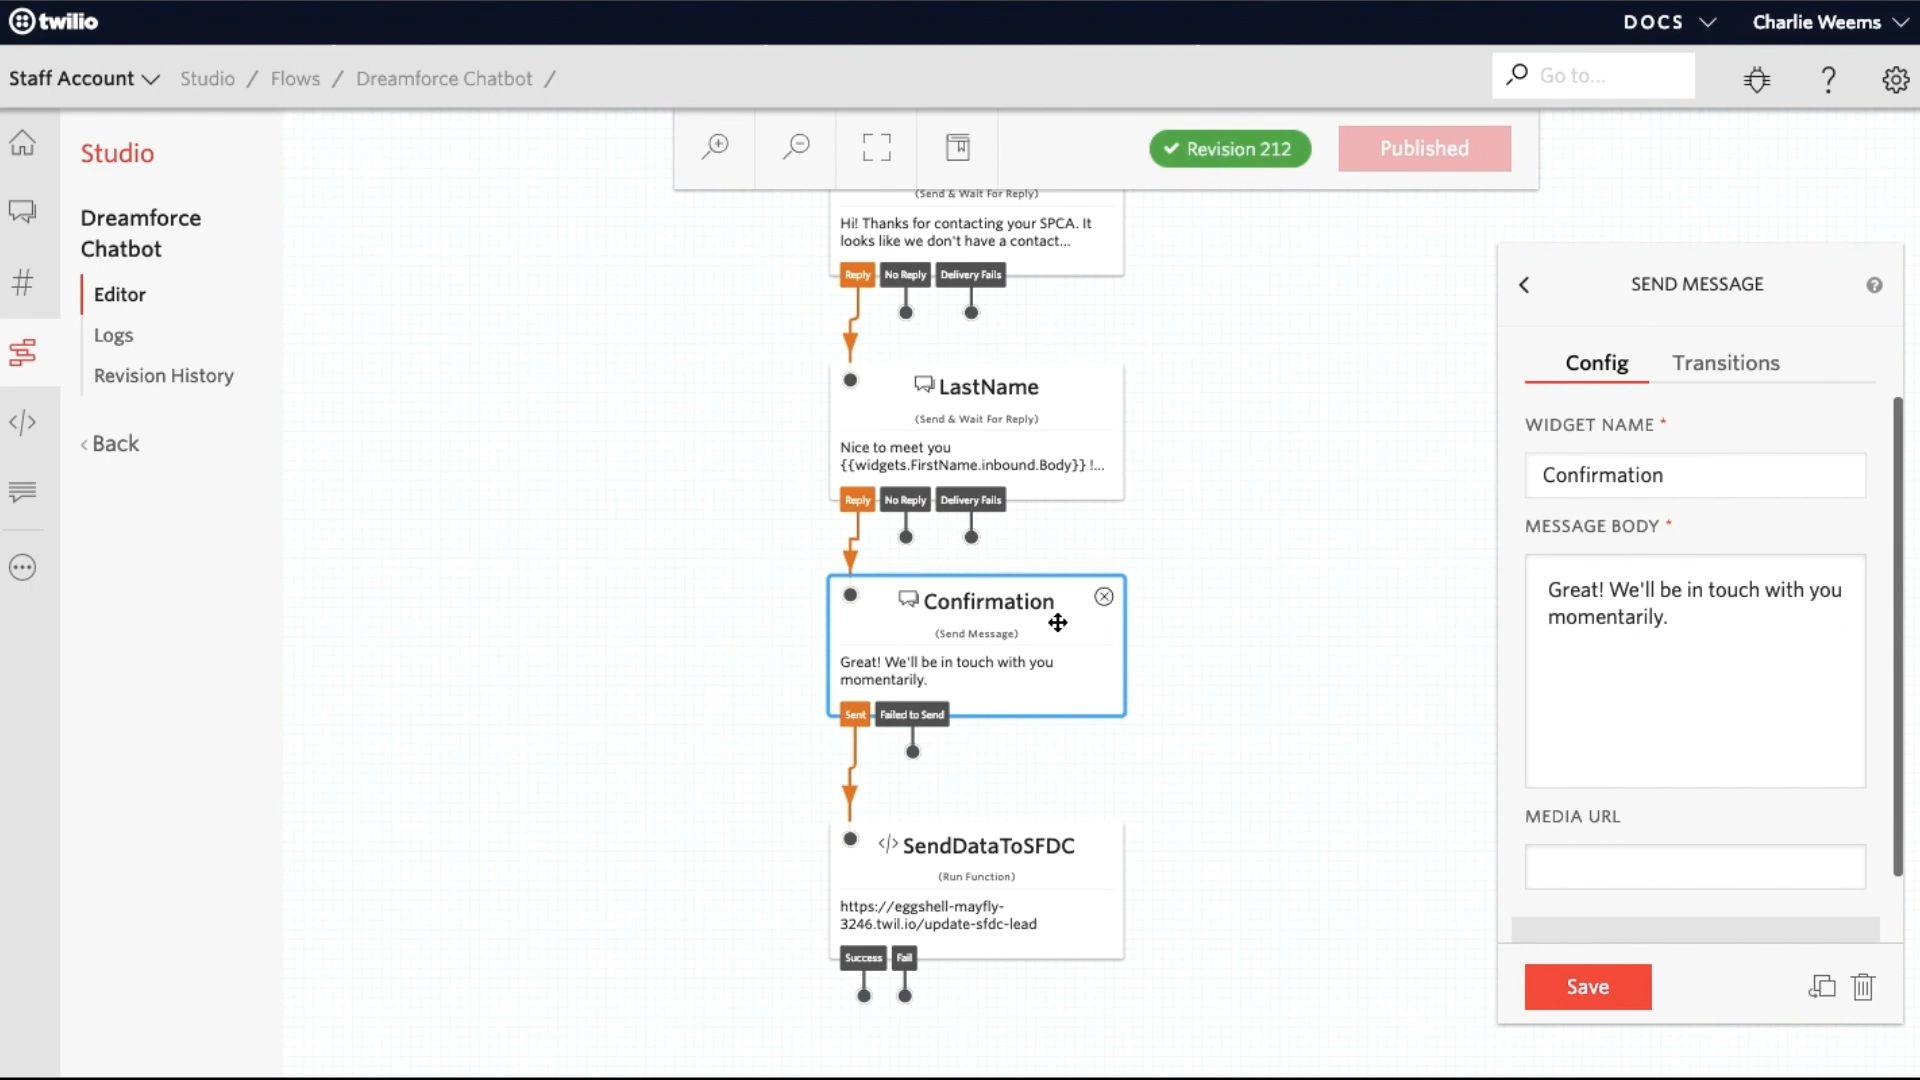 twilio
DOCS
Charlie Weems
Staff Account
Studio / Flows / Dreamforce Chatbot /
Go to...
Studio
Dreamforce
Chatbot
Editor
Logs
Revision History
‹ Back
Revision 212
Published
(Send & Wait For Reply)
Hi! Thanks for contacting your SPCA. It
looks like we don't have a contact...
Reply
No Reply
Delivery Fails
LastName
(Send & Wait For Reply)
Nice to meet you
{{widgets.FirstName.inbound.Body}} !...
Reply
No Reply
Delivery Fails
Confirmation
(Send Message)
Great! We'll be in touch with you
momentarily.
Sent
Failed to Send
</> SendDataToSFDC
(Run Function)
https://eggshell-mayfly-
3246.twil.io/update-sfdc-lead
Success
Fail
SEND MESSAGE
Config
Transitions
WIDGET NAME *
Confirmation
MESSAGE BODY *
Great! We'll be in touch with you
momentarily.
MEDIA URL
Save